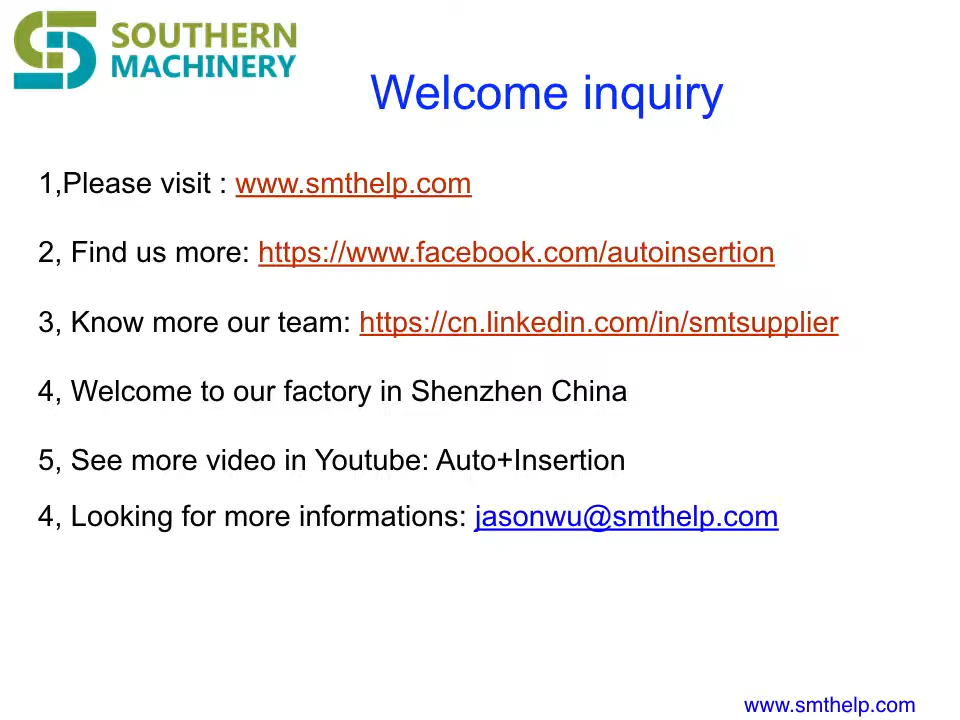 SOUTHERN
MACHINERY
Welcome inquiry
1,Please visit : www.smthelp.com
2, Find us more: https://www.facebook.com/autoinsertion
3, Know more our team: https://cn.linkedin.com/in/smtsupplier
4, Welcome to our factory in Shenzhen China
5, See more video in Youtube: Auto+Insertion
4, Looking for more informations: jasonwu@smthelp.com
www.smthelp.com